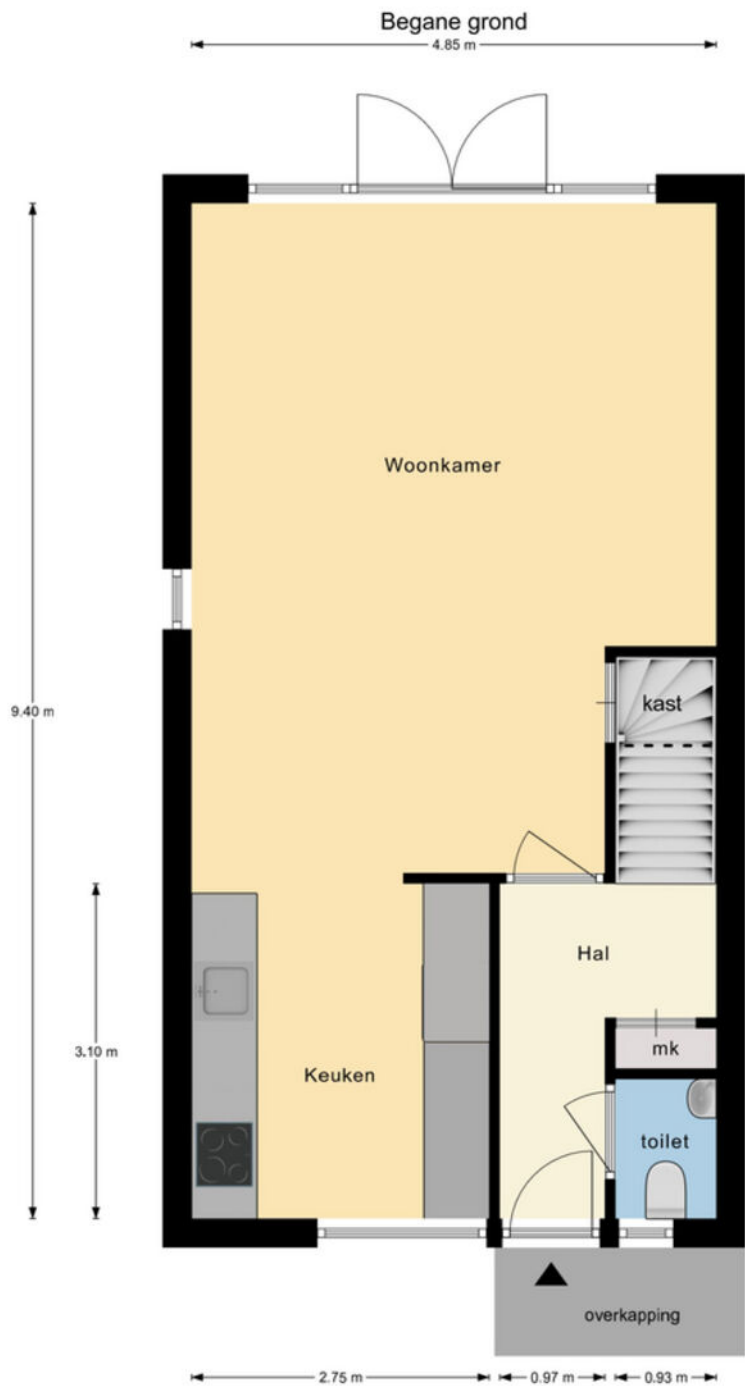 Begane grond
4.85 m
Woonkamer
9.40 m
kast
Hal
3.10 m
mk
Keuken
toilet
overkapping
2.75 m
0.97 m
0.93 m